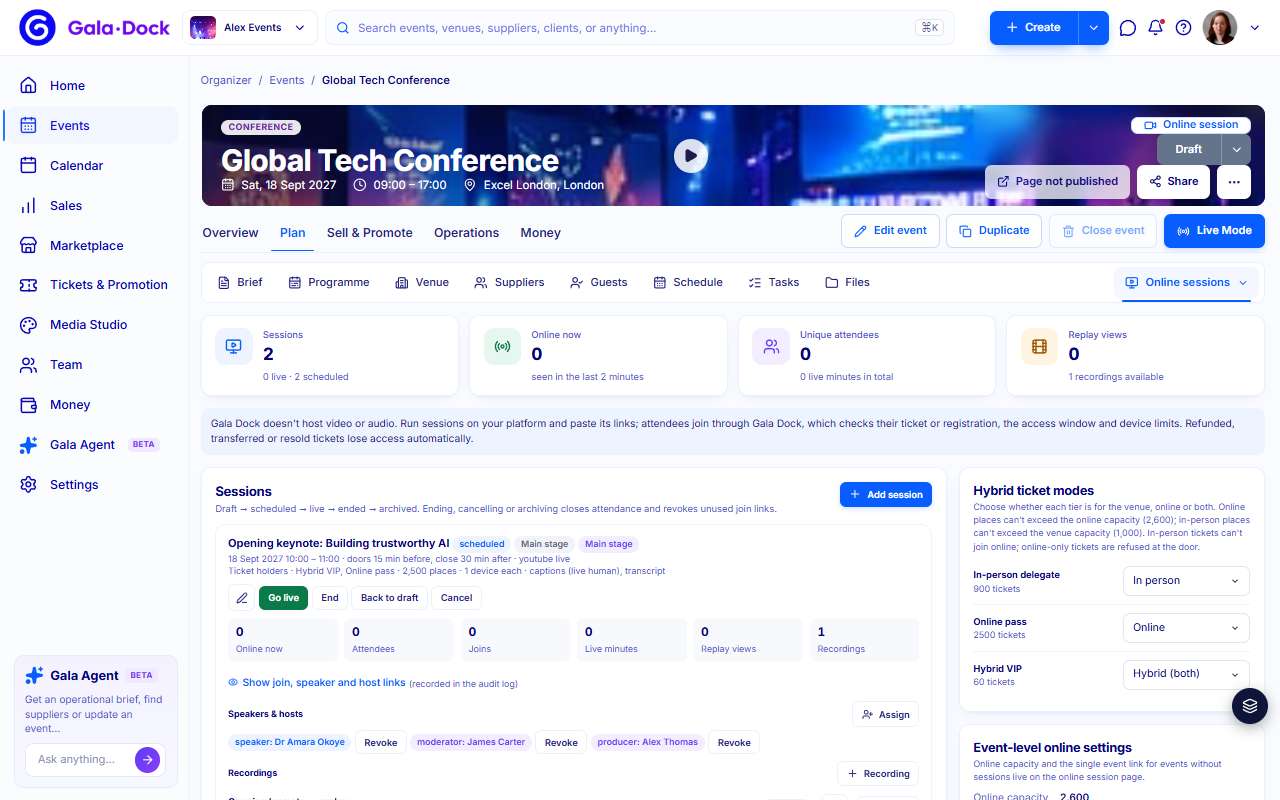 Gala·Dock
Alex Events
Search events, venues, suppliers, clients, or anything...
⌘K
Create
Home
Events
Calendar
Sales
Marketplace
Tickets & Promotion
Media Studio
Team
Money
Gala Agent BETA
Settings
Gala Agent BETA
Get an operational brief, find
suppliers or update an
event...
Ask anything...
Organizer / Events / Global Tech Conference
CONFERENCE
Global Tech Conference
Sat, 18 Sept 2027 09:00 – 17:00 Excel London, London
Online session
Draft
Page not published
Share
Overview Plan Sell & Promote Operations Money
Edit event
Duplicate
Close event
Live Mode
Brief Programme Venue Suppliers Guests Schedule Tasks Files
Online sessions
Sessions
2
0 live · 2 scheduled
Online now
0
seen in the last 2 minutes
Unique attendees
0
0 live minutes in total
Replay views
0
1 recordings available
Gala Dock doesn't host video or audio. Run sessions on your platform and paste its links; attendees join through Gala Dock, which checks their ticket or registration, the access window and device limits. Refunded,
transferred or resold tickets lose access automatically.
Sessions
Draft → scheduled → live → ended → archived. Ending, cancelling or archiving closes attendance and revokes unused join links.
Add session
Opening keynote: Building trustworthy AI scheduled Main stage Main stage
18 Sept 2027 10:00 – 11:00 · doors 15 min before; close 30 min after · youtube live
Ticket holders · Hybrid VIP, Online pass · 2,500 places · 1 device each · captions (live human), transcript
Go live End Back to draft Cancel
0
Online now
0
Attendees
0
Joins
0
Live minutes
0
Replay views
1
Recordings
Show join, speaker and host links (recorded in the audit log)
Speakers & hosts
Assign
speaker: Dr Amara Okoye Revoke moderator: James Carter Revoke producer: Alex Thomas Revoke
Recordings
Recording
Hybrid ticket modes
Choose whether each tier is for the venue, online or both. Online
places can't exceed the online capacity (2,600); in-person places
can't exceed the venue capacity (1,000). In-person tickets can't
join online; online-only tickets are refused at the door.
In-person delegate
900 tickets
In person
Online pass
2500 tickets
Online
Hybrid VIP
60 tickets
Hybrid (both)
Event-level online settings
Online capacity and the single event link for events without
sessions live on the online session page.
Online capacity 2,600